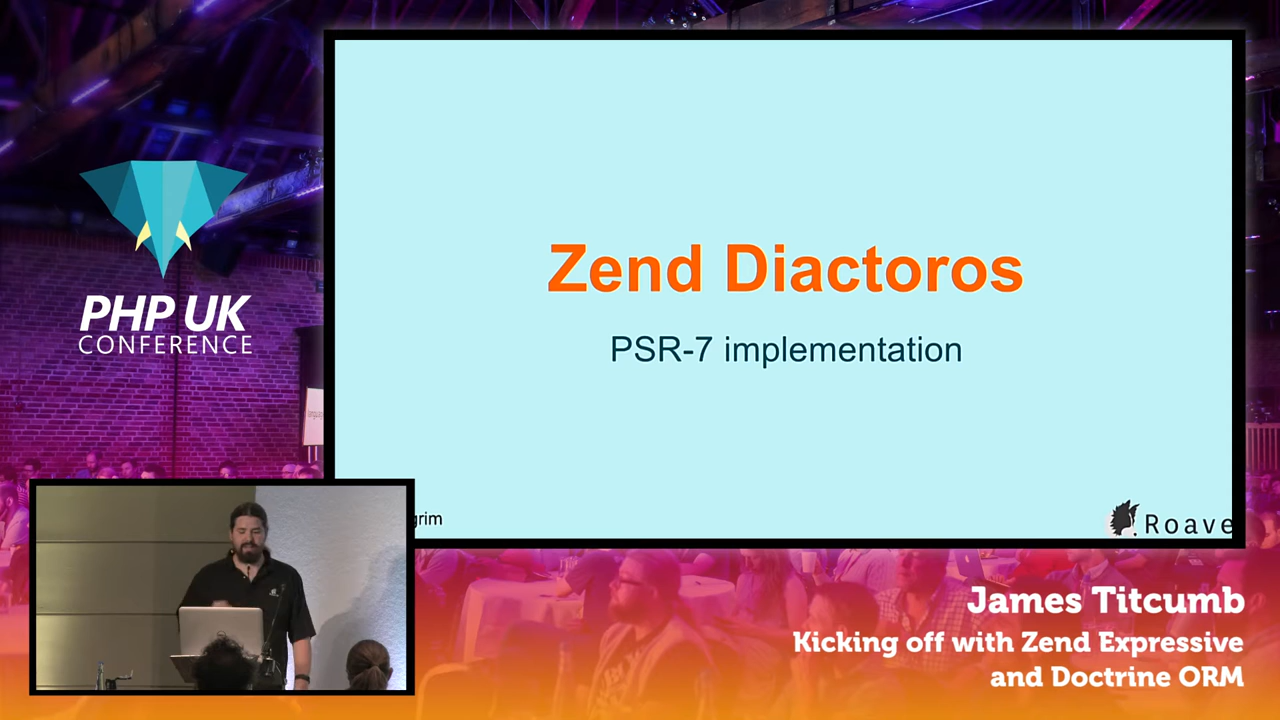 Zend Diactoros
PSR-7 implementation
PHP UK
CONFERENCE
grim
Roave
James Titcumb
Kicking off with Zend Expressive
and Doctrine ORM